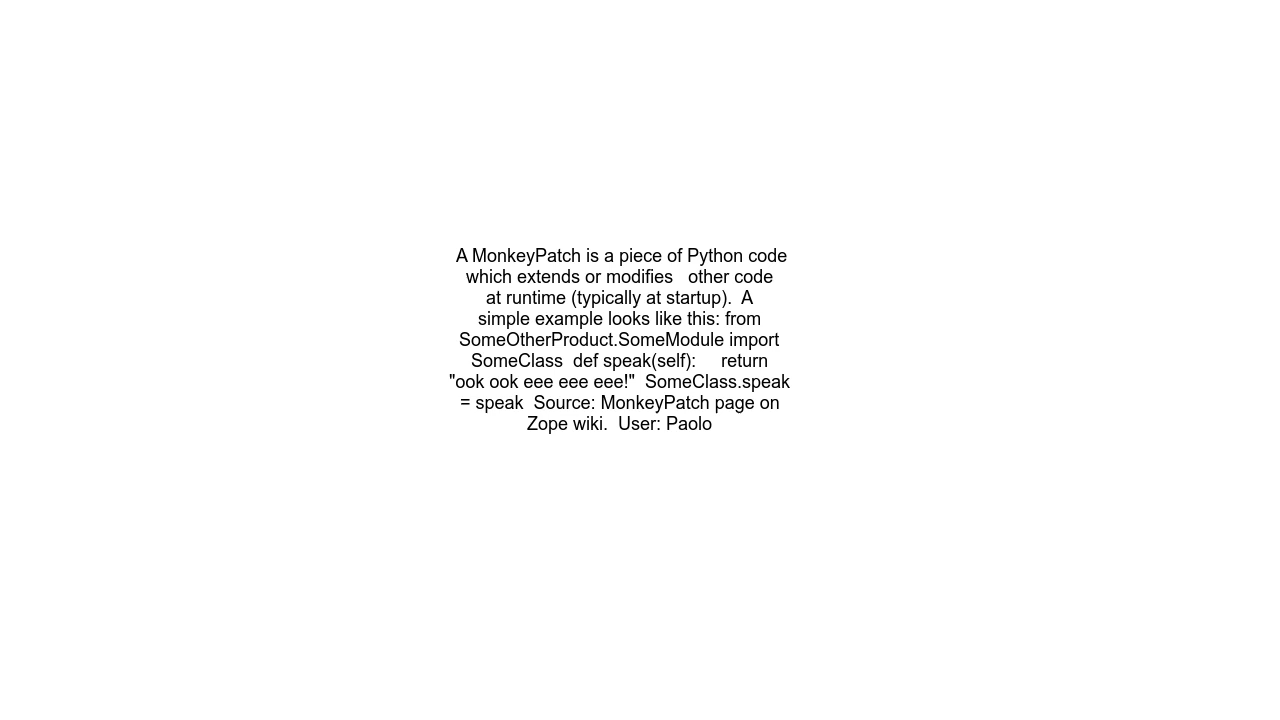 A MonkeyPatch is a piece of Python code
which extends or modifies   other code
at runtime (typically at startup).  A
simple example looks like this: from
SomeOtherProduct.SomeModule import
SomeClass  def speak(self):     return
"ook ook eee eee eee!"  SomeClass.speak
= speak  Source: MonkeyPatch page on
Zope wiki.  User: Paolo